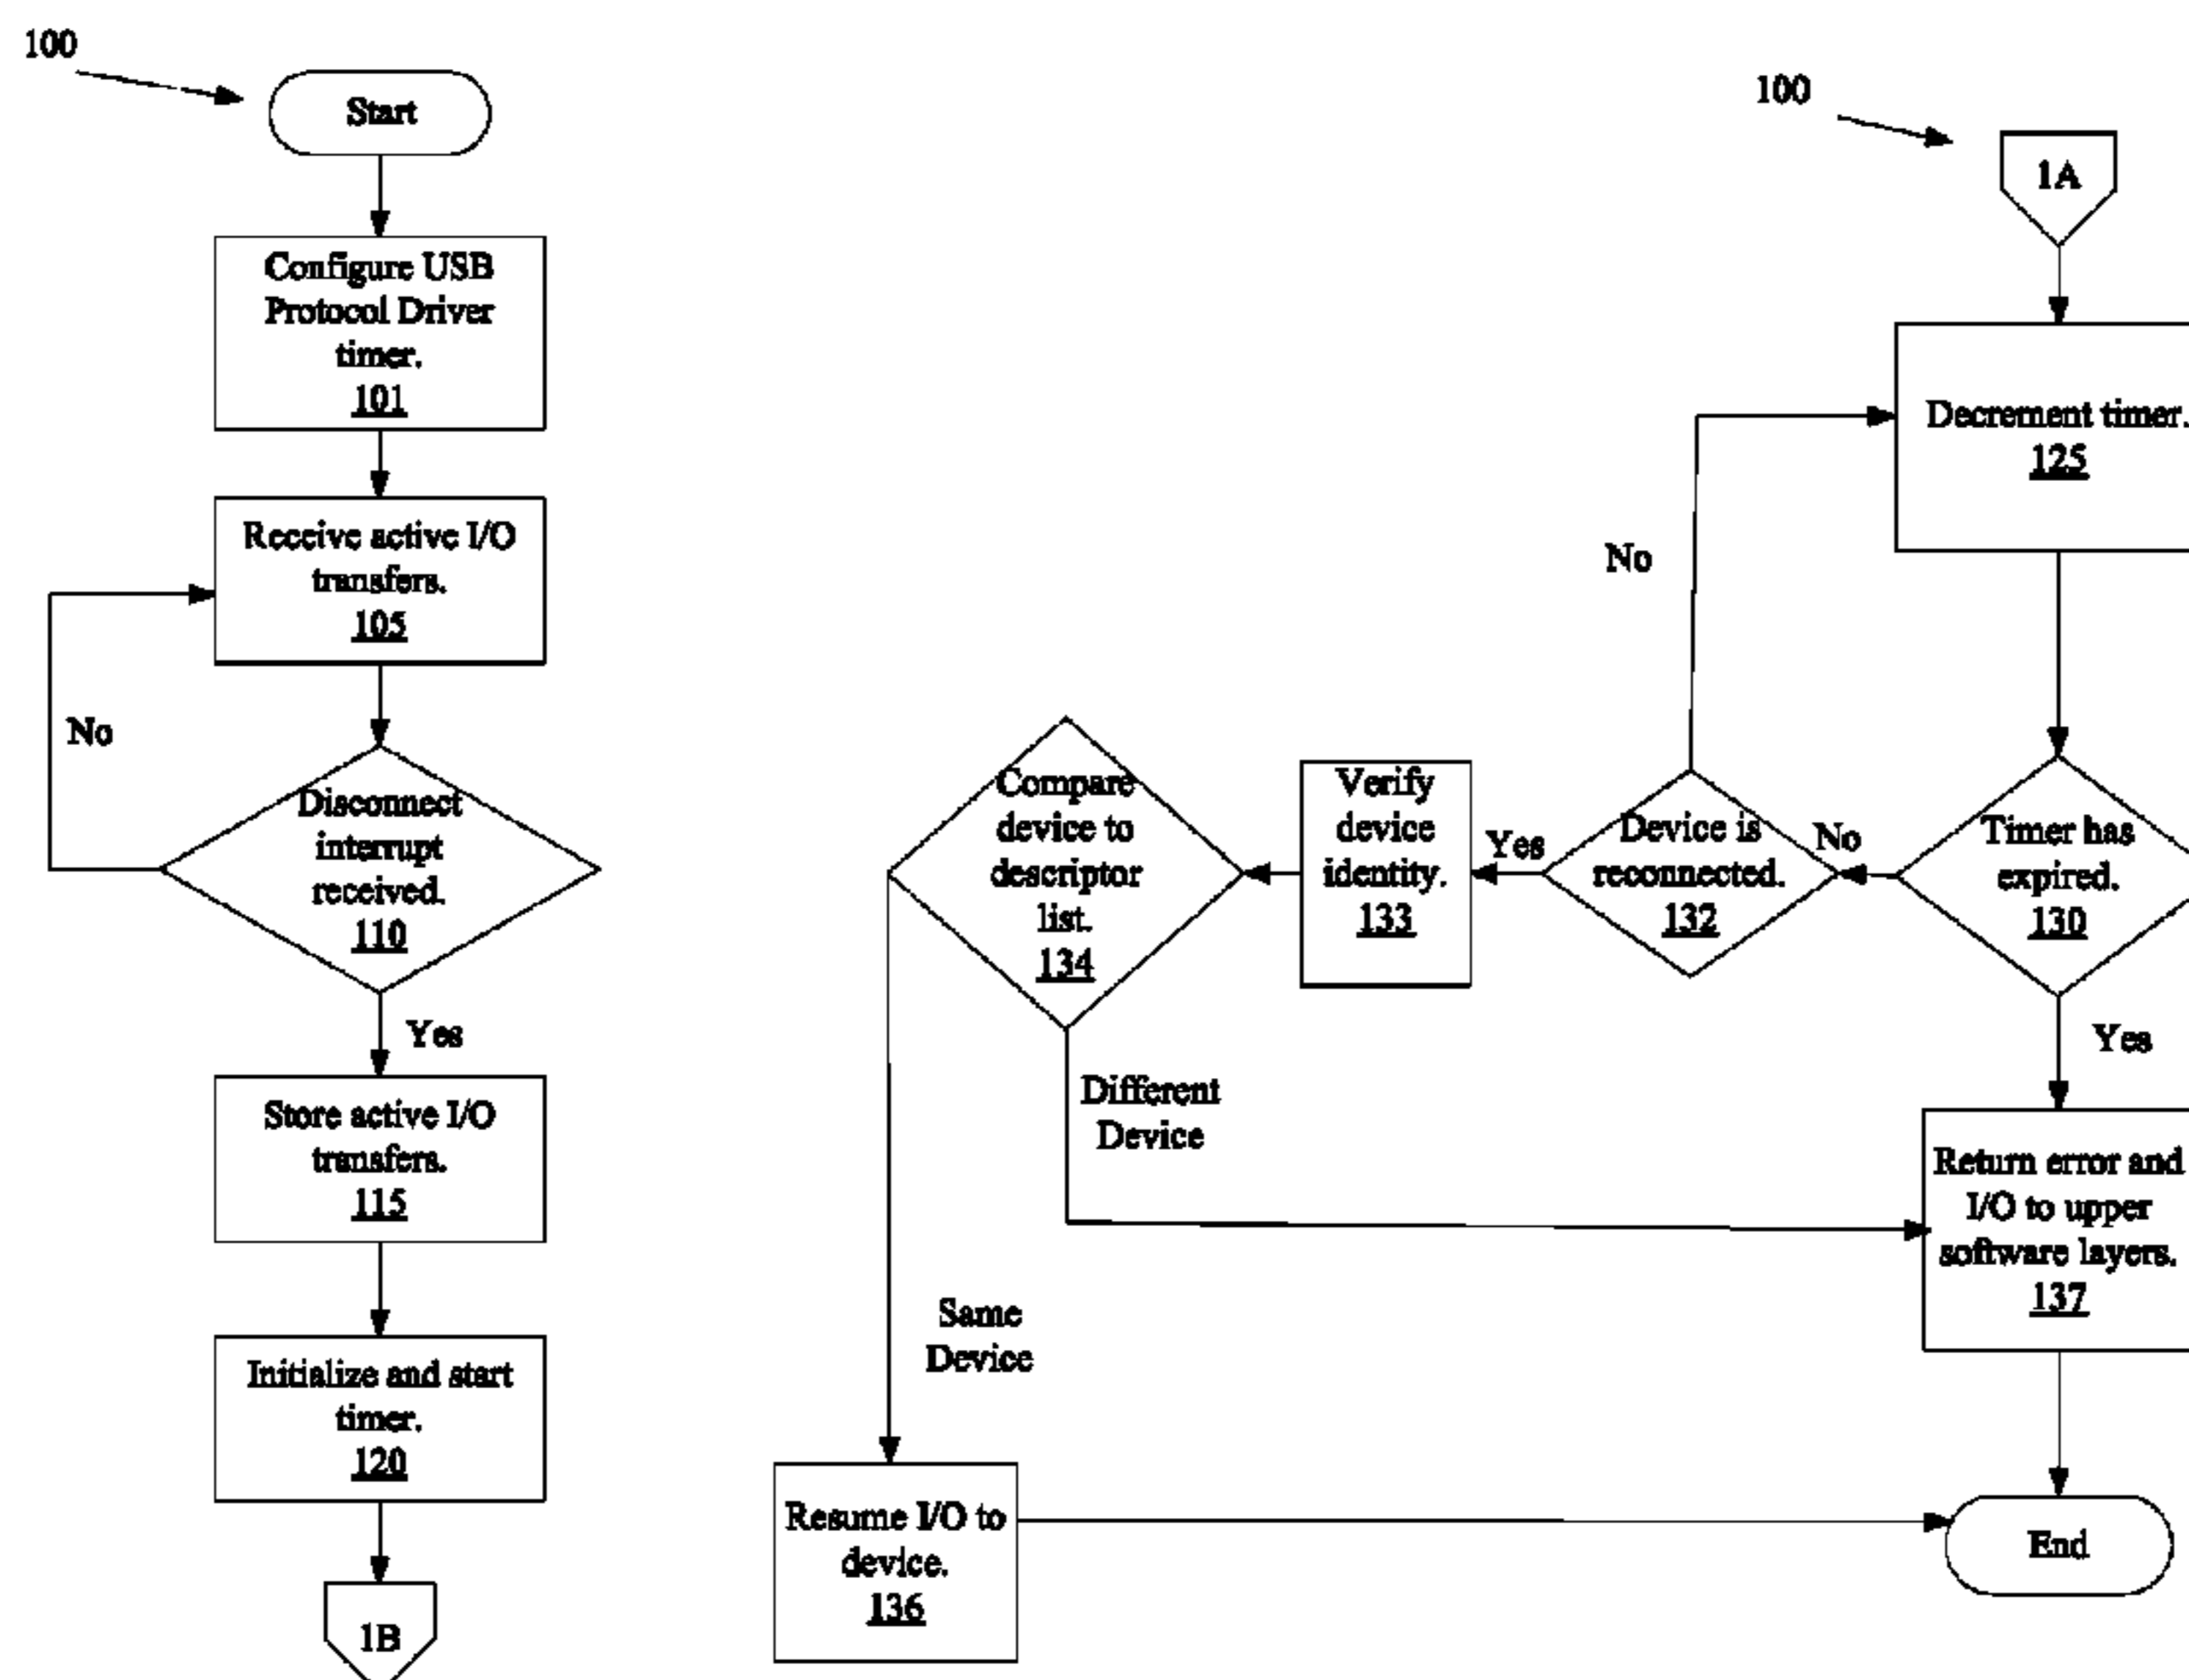 100
Start
Configure USB
Protocol Driver
timer.
101
Receive active I/O
transfers.
105
No
Disconnect
interrupt
received.
110
Yes
Store active I/O
transfers.
115
Initialize and start
timer.
120
1B
100
1A
Decrement timer.
125
No
Timer has
expired.
130
No
Device is
reconnected.
132
Yes
Verify
device
identity.
133
Compare
device to
descriptor
list.
134
Yes
Different
Device
Return error and
I/O to upper
software layers.
137
Same
Device
Resume I/O to
device.
136
End